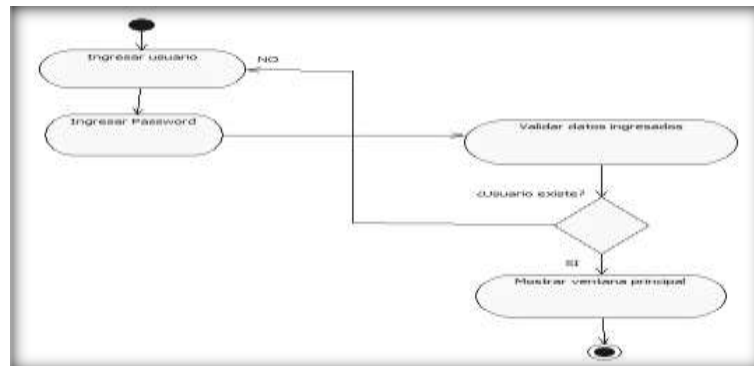 Ingresar usuario
NO
Ingresar Password
Validar datos ingresados
¿Usuario existe?
SI
Mostrar ventana principal